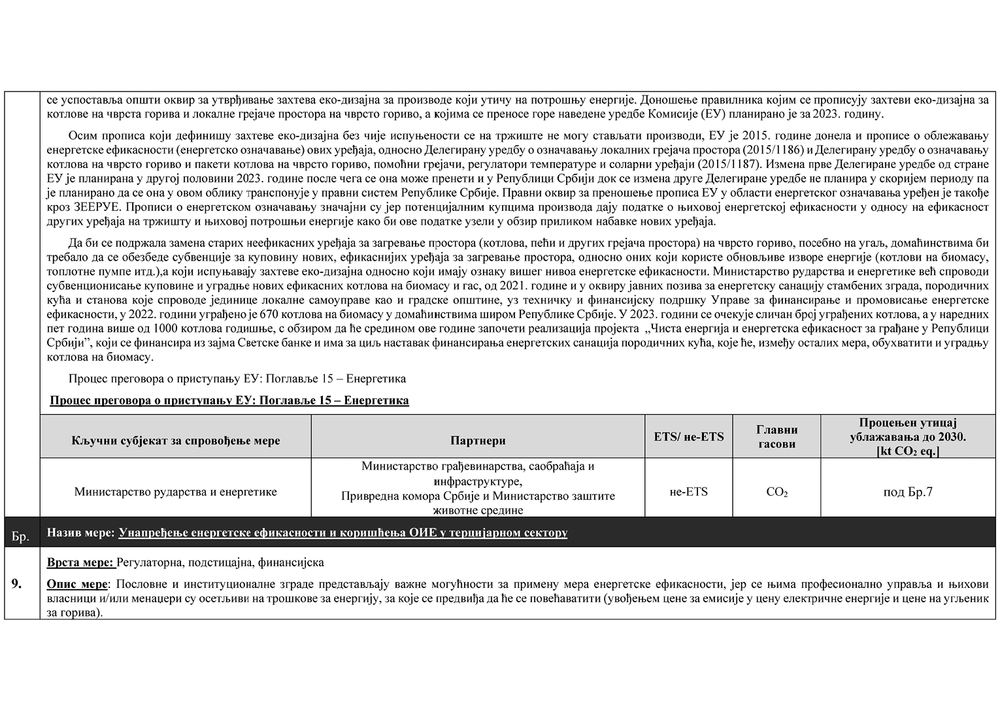 се успоставља општи оквир за утврђивање захтева еко-дизајна за производе који утичу на потрошњу енергије. Доношење правилника којим се прописују захтеви еко-дизајна за
котлове на чврста горива и локалне грејаче простора на чврсто гориво, а којима се преносе горе наведене уредбе Комисије (ЕУ) планирано је за 2023. годину.
Осим прописа који дефинишу захтеве еко-дизајна без чије испуњености се на тржиште не могу стављати производи, ЕУ је 2015. године донела и прописе о облежавању
енергетске ефикасности (енергетско означавање) ових уређаја, односно Делегирану уредбу о означавању локалних грејача простора (2015/1186) и Делегирану уредбу о означавању
котлова на чврсто гориво и пакети котлова на чврсто гориво, помоћни грејачи, регулатори температуре и соларни уређаји (2015/1187). Измена прве Делегиране уредбе од стране
ЕУ је планирана у другој половини 2023. године после чега се она може пренети и у Републици Србији док се измена друге Делегиране уредбе не планира у скоријем периоду па
је планирано да се она у овом облику транспонује у правни систем Републике Србије. Правни оквир за преношење прописа ЕУ у области енергетског означавања уређен је такође
кроз ЗЕЕРУЕ. Прописи о енергетском означавању значајни су јер потенцијалним купцима производа дају податке о њиховој енергетској ефикасности у односу на ефикасност
других уређаја на тржишту и њиховој потрошњи енергије како би ове податке узели у обзир приликом набавке нових уређаја.
Да би се подржала замена старих неефикасних уређаја за загревање простора (котлова, пећи и других грејача простора) на чврсто гориво, посебно на угаљ, домаћинствима би
требало да се обезбеде субвенције за куповину нових, ефикаснијих уређаја за загревање простора, односно оних који користе обновљиве изворе енергије (котлови на биомасу,
топлотне пумпе итд.),а који испуњавају захтеве еко-дизајна односно који имају ознаку вишег нивоа енергетске ефикасности. Министарство рударства и енергетике већ спроводи
субвенционисање куповине и уградње нових ефикасних котлова на биомасу и гас, од 2021. године и у оквиру јавних позива за енергетску санацију стамбених зграда, породичних
кућа и станова које спроводе јединице локалне самоуправе као и градске општине, уз техничку и финансијску подршку Управе за финансирање и промовисање енергетске
ефикасности, у 2022. години уграђено је 670 котлова на биомасу у домаћинствима широм Републике Србије. У 2023. години се очекује сличан број уграђених котлова, а у наредних
пет година више од 1000 котлова годишње, с обзиром да ће средином ове године започети реализација пројекта „Чиста енергија и енергетска ефикасност за грађане у Републици
Србији”, који се финансира из зајма Светске банке и има за циљ наставак финансирања енергетских санација породичних кућа, које ће, између осталих мера, обухватити и уградњу
котлова на биомасу.
Процес преговора о приступању ЕУ: Поглавље 15 – Енергетика
Процес преговора о приступању ЕУ: Поглавље 15 – Енергетика
Кључни субјекат за спровођење мере
Партнери
ETS/ не-ETS
Главни
гасови
Процењен утицај
ублажавања до 2030.
[kt CO₂ eq.]
Министарство рударства и енергетике
Министарство грађевинарства, саобраћаја и
инфраструктуре,
Привредна комора Србије и Министарство заштите
животне средине
не-ETS
CO₂
под Бр.7
Бр.
Назив мере: Унапређење енергетске ефикасности и коришћења ОИЕ у терцијарном сектору
9.
Врста мере: Регулаторна, подстицајна, финансијска
Опис мере: Пословне и институционалне зграде представљају важне могућности за примену мера енергетске ефикасности, јер се њима професионално управља и њихови
власници и/или менаџери су осетљиви на трошкове за енергију, за које се предвиђа да ће се повећаватити (увођењем цене за емисије у цену електричне енергије и цене на угљеник
за горива).